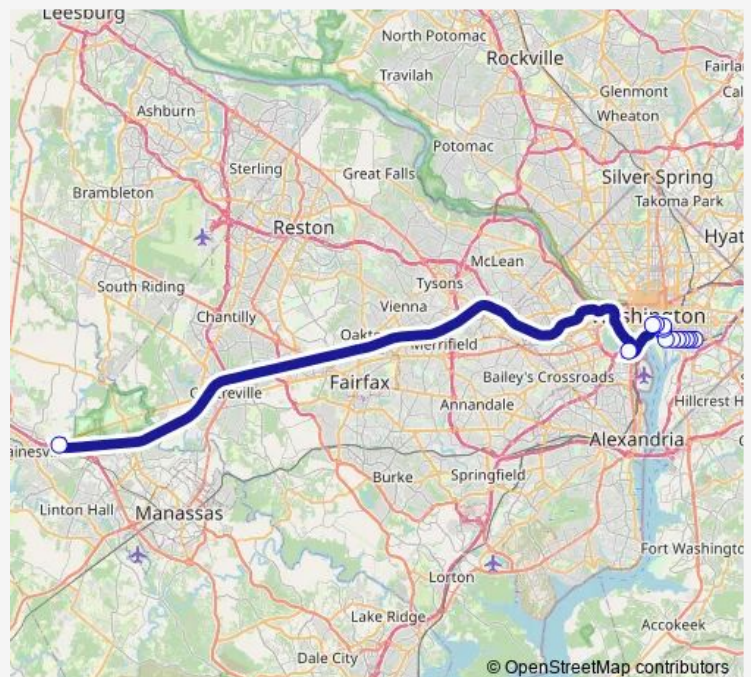 Leesburg
North Potomac
Rockville
Travilah
Glenmont
Ashburn
Wheaton
Potomac
Sterling
Great Falls
Silver Spring
Brambleton
Takoma Park
Reston
McLean
Tysons
South Riding
Vienna
Chantilly
Merrifield
Fairfax
Bailey's Crossroads
Annandale
Hillcrest H
Alexandria
Burke
Springfield
Linton Hall
Manassas
Fort Washingto
Lorton
Lake Ridge
Accokeek
Dale City
© OpenStreetMap contributors